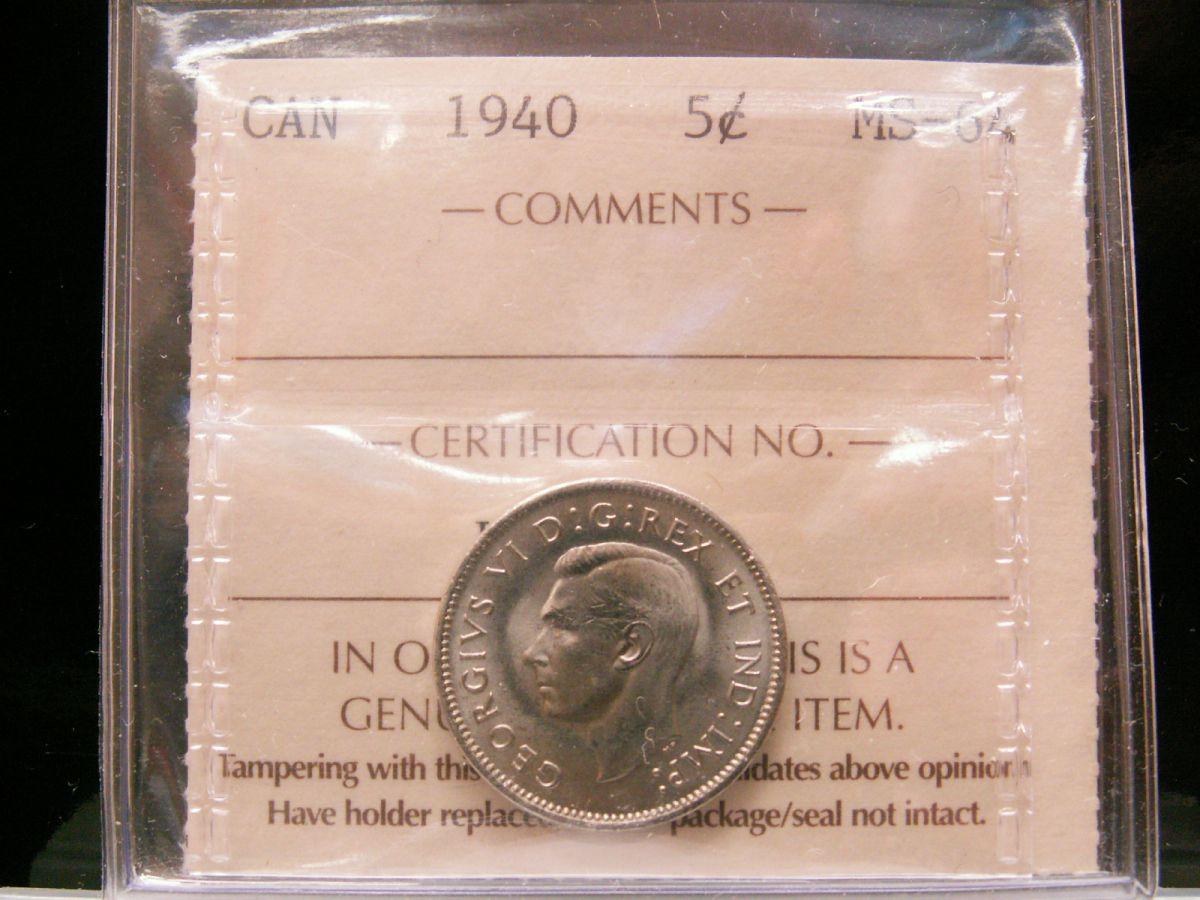 CAN 1940 5¢ MS-64
— COMMENTS —
— CERTIFICATION NO. —
GEORGIVS VI D:G:REX ET IND:IMP:
IN O IS IS A
GENU ITEM.
Tampering with this idates above opinion
Have holder replace package/seal not intact.